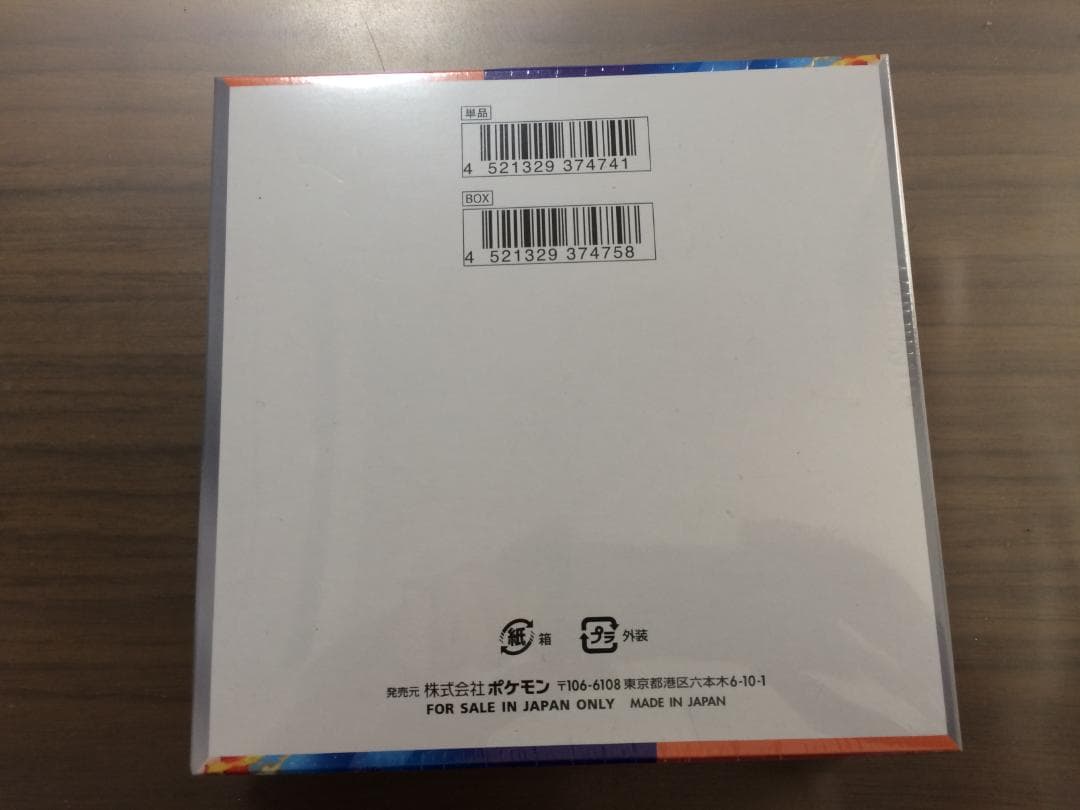 単品
4 521329 374741
BOX
4 521329 374758
紙 箱 プラ 外装
発売元 株式会社 ポケモン 〒106-6108 東京都港区六本木6-10-1
FOR SALE IN JAPAN ONLY MADE IN JAPAN